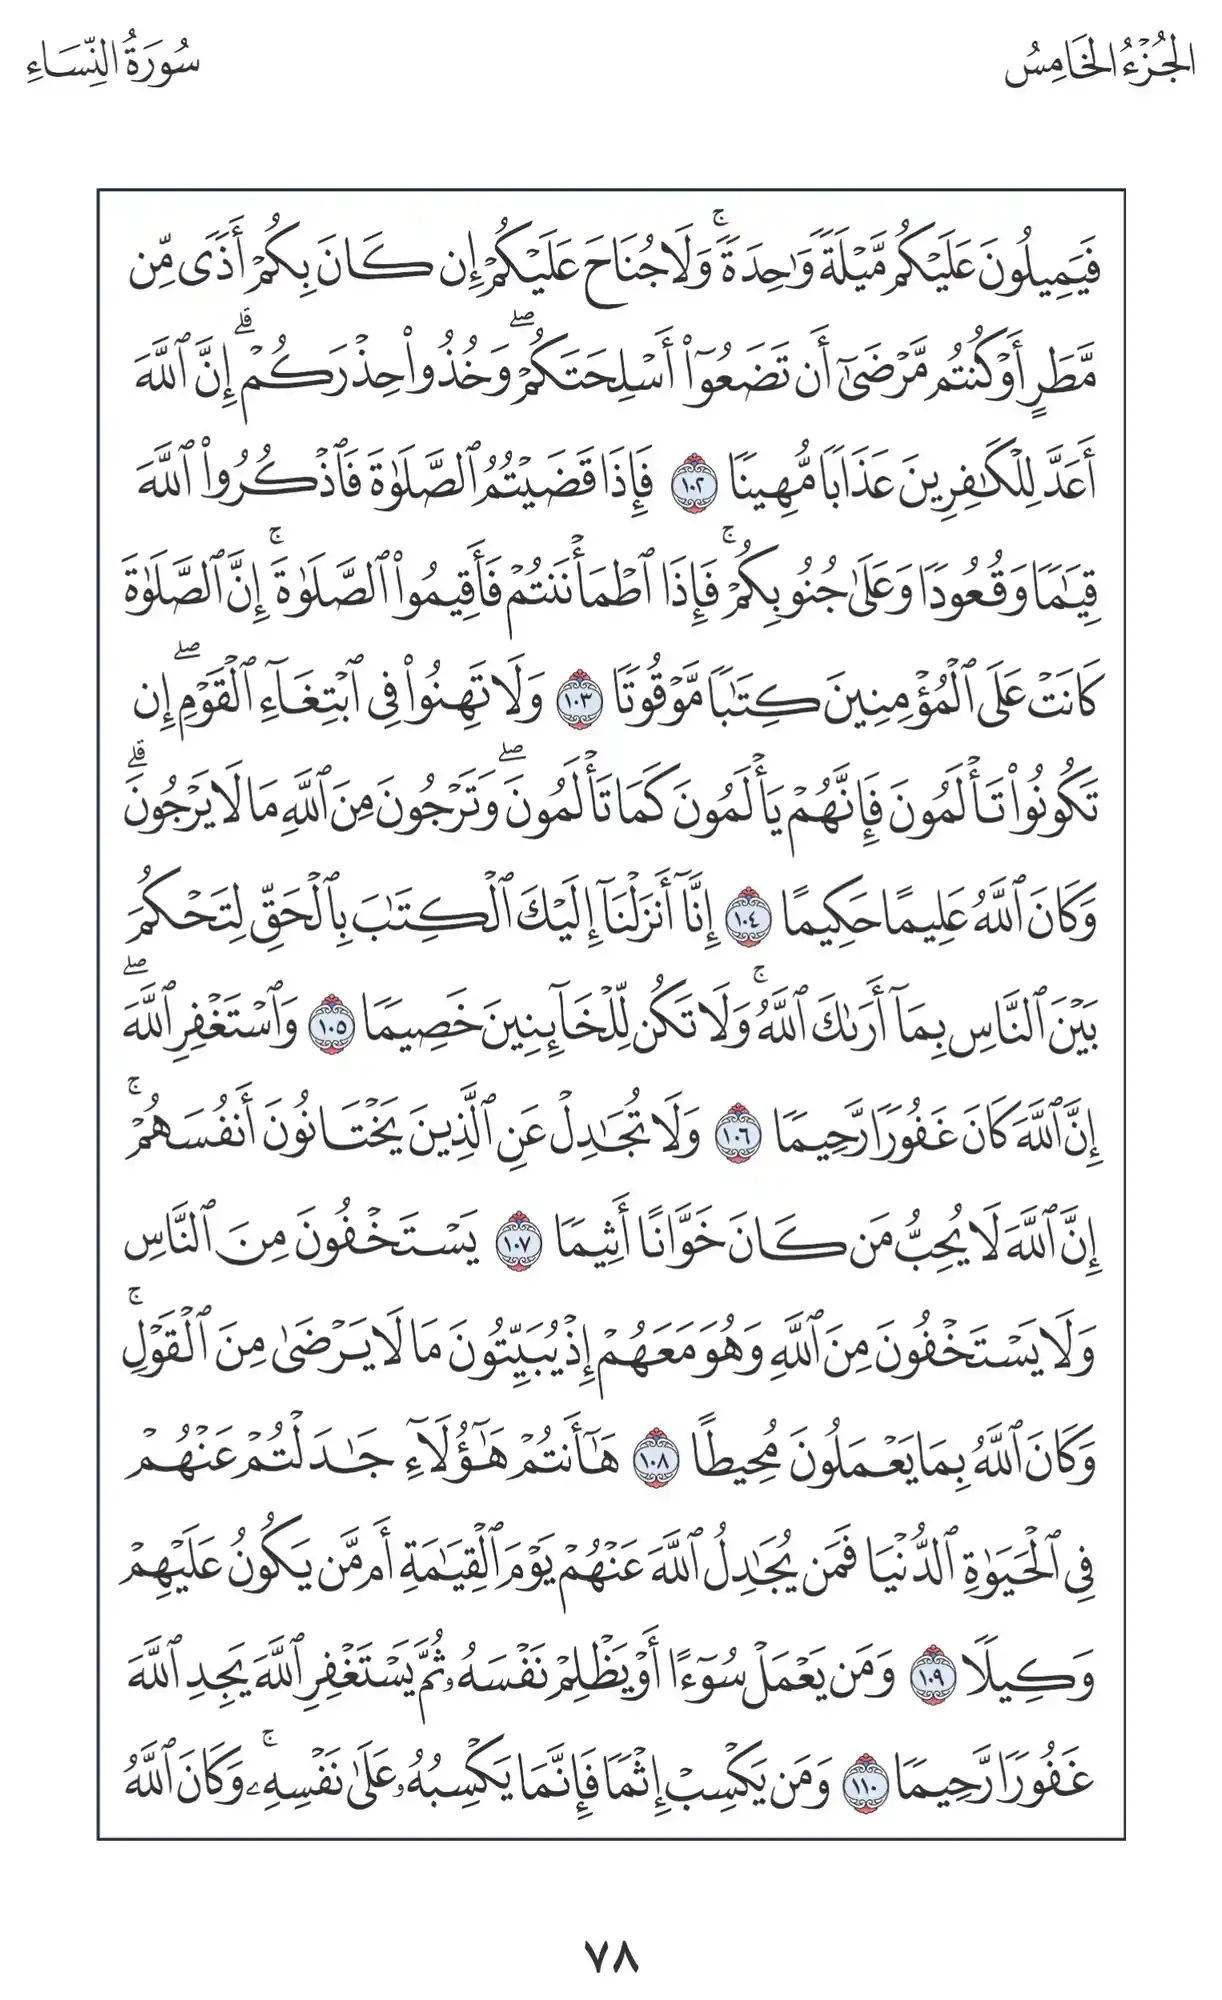 الجُزْءُ الخَامِسُ
سُورَةُ النِّسَاءِ
فَيَمِيلُونَ عَلَيْكُم مَّيْلَةً وَٰحِدَةً ۚ وَلَا جُنَاحَ عَلَيْكُمْ إِن كَانَ بِكُمْ أَذًى مِّن
مَّطَرٍ أَوْ كُنتُم مَّرْضَىٰٓ أَن تَضَعُوٓا۟ أَسْلِحَتَكُمْ ۖ وَخُذُوا۟ حِذْرَكُمْ ۗ إِنَّ ٱللَّهَ
أَعَدَّ لِلْكَٰفِرِينَ عَذَابًا مُّهِينًا ١٠٢ فَإِذَا قَضَيْتُمُ ٱلصَّلَوٰةَ فَٱذْكُرُوا۟ ٱللَّهَ
قِيَٰمًا وَقُعُودًا وَعَلَىٰ جُنُوبِكُمْ ۚ فَإِذَا ٱطْمَأْنَنتُمْ فَأَقِيمُوا۟ ٱلصَّلَوٰةَ ۚ إِنَّ ٱلصَّلَوٰةَ
كَانَتْ عَلَى ٱلْمُؤْمِنِينَ كِتَٰبًا مَّوْقُوتًا ١٠٣ وَلَا تَهِنُوا۟ فِى ٱبْتِغَآءِ ٱلْقَوْمِ ۖ إِن
تَكُونُوا۟ تَأْلَمُونَ فَإِنَّهُمْ يَأْلَمُونَ كَمَا تَأْلَمُونَ ۖ وَتَرْجُونَ مِنَ ٱللَّهِ مَا لَا يَرْجُونَ ۗ
وَكَانَ ٱللَّهُ عَلِيمًا حَكِيمًا ١٠٤ إِنَّآ أَنزَلْنَآ إِلَيْكَ ٱلْكِتَٰبَ بِٱلْحَقِّ لِتَحْكُمَ
بَيْنَ ٱلنَّاسِ بِمَآ أَرَىٰكَ ٱللَّهُ ۚ وَلَا تَكُن لِّلْخَآئِنِينَ خَصِيمًا ١٠٥ وَٱسْتَغْفِرِ ٱللَّهَ ۖ
إِنَّ ٱللَّهَ كَانَ غَفُورًا رَّحِيمًا ١٠٦ وَلَا تُجَٰدِلْ عَنِ ٱلَّذِينَ يَخْتَانُونَ أَنفُسَهُمْ ۚ
إِنَّ ٱللَّهَ لَا يُحِبُّ مَن كَانَ خَوَّانًا أَثِيمًا ١٠٧ يَسْتَخْفُونَ مِنَ ٱلنَّاسِ
وَلَا يَسْتَخْفُونَ مِنَ ٱللَّهِ وَهُوَ مَعَهُمْ إِذْ يُبَيِّتُونَ مَا لَا يَرْضَىٰ مِنَ ٱلْقَوْلِ ۚ
وَكَانَ ٱللَّهُ بِمَا يَعْمَلُونَ مُحِيطًا ١٠٨ هَٰٓأَنتُمْ هَٰٓؤُلَآءِ جَٰدَلْتُمْ عَنْهُمْ
فِى ٱلْحَيَوٰةِ ٱلدُّنْيَا فَمَن يُجَٰدِلُ ٱللَّهَ عَنْهُمْ يَوْمَ ٱلْقِيَٰمَةِ أَم مَّن يَكُونُ عَلَيْهِمْ
وَكِيلًا ١٠٩ وَمَن يَعْمَلْ سُوٓءًا أَوْ يَظْلِمْ نَفْسَهُۥ ثُمَّ يَسْتَغْفِرِ ٱللَّهَ يَجِدِ ٱللَّهَ
غَفُورًا رَّحِيمًا ١١٠ وَمَن يَكْسِبْ إِثْمًا فَإِنَّمَا يَكْسِبُهُۥ عَلَىٰ نَفْسِهِۦ ۚ وَكَانَ ٱللَّهُ
٧٨